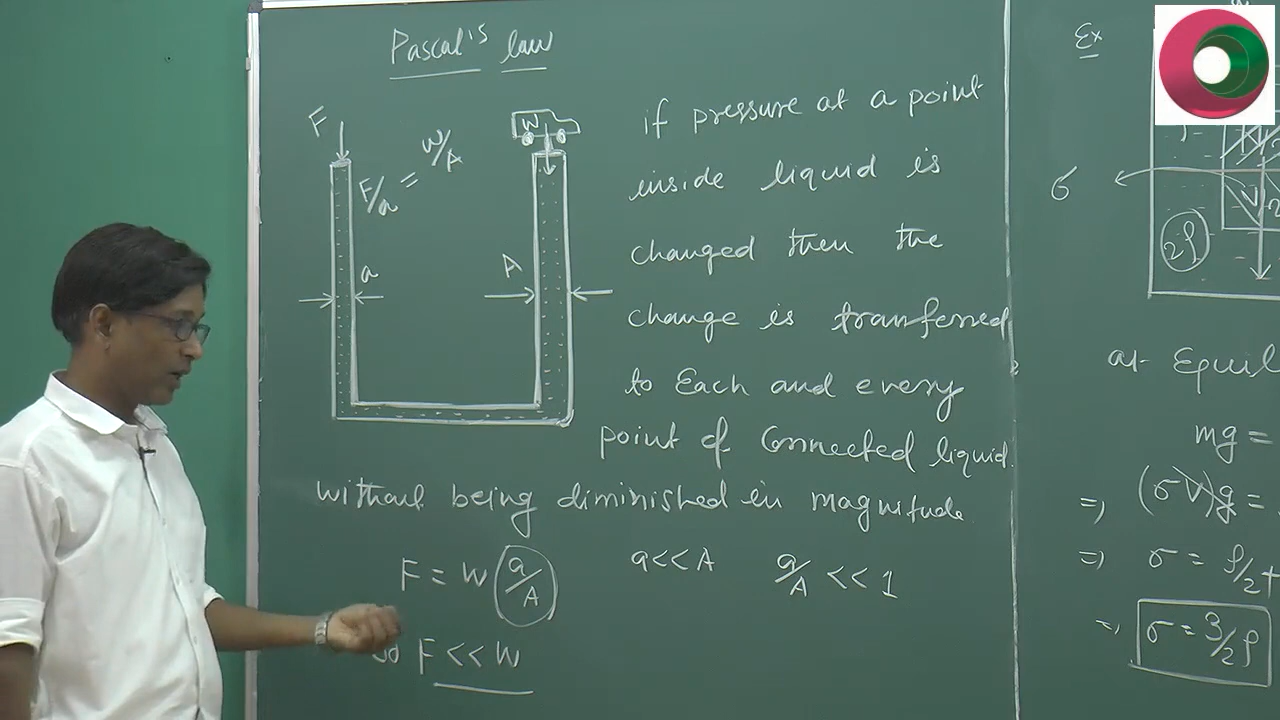 Pascal's law
F
F/a = W/A
W
a
A
if pressure at a point
inside liquid is
changed then the
change is transferred
to Each and every
point of Connected liquid.
without being diminished in magnitude
F = W (a/A)
a<<A
a/A << 1
so F << W
Ex
σ
2ρ
at Equil
mg =
=> (σV)g =
=> σ = ρ/2 +
=> σ = 3/2 ρ